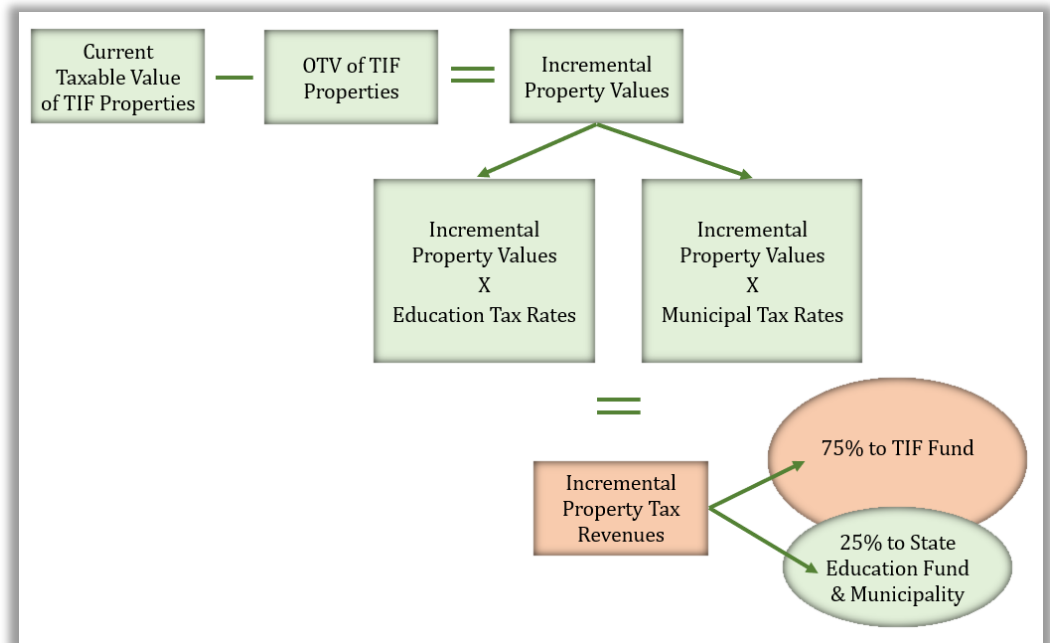 Current
Taxable Value
of TIF Properties
OTV of TIF
Properties
Incremental
Property Values
Incremental
Property Values
X
Education Tax Rates
Incremental
Property Values
X
Municipal Tax Rates
Incremental
Property Tax
Revenues
75% to TIF Fund
25% to State
Education Fund
& Municipality